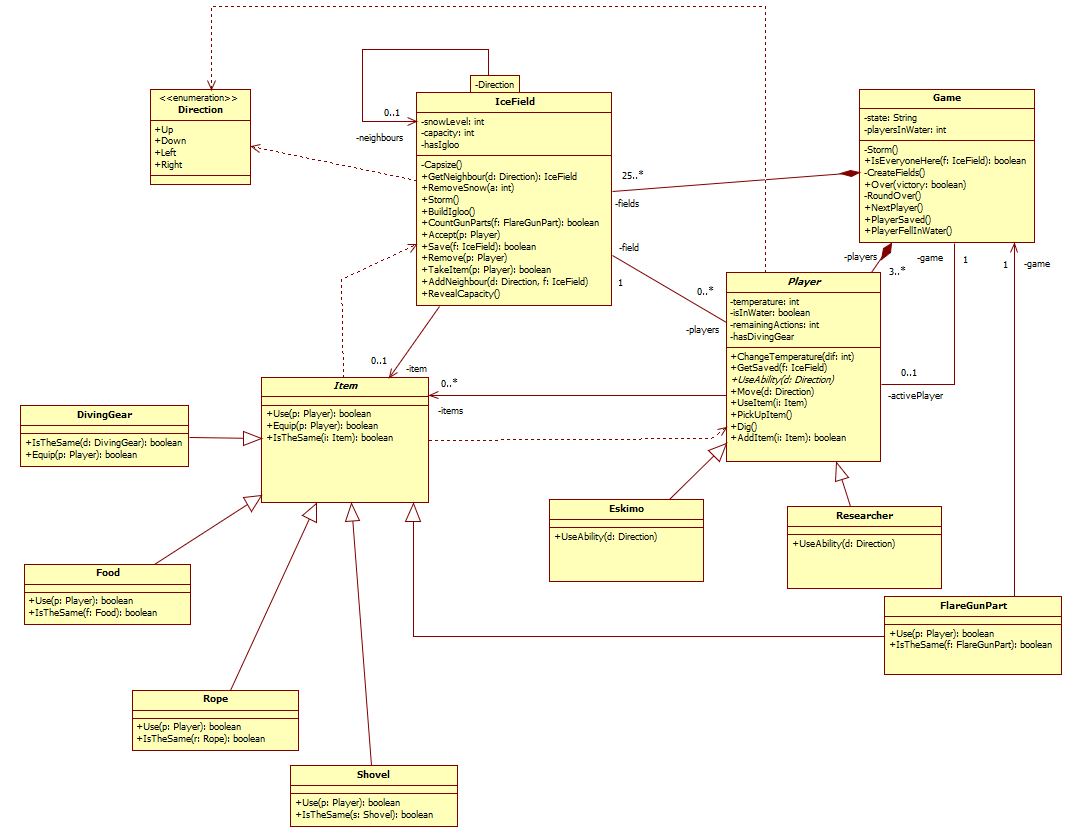 <<enumeration>>
Direction
+Up
+Down
+Left
+Right
-Direction
0..1
-neighbours
IceField
-snowLevel: int
-capacity: int
-hasIgloo
-Capsize()
+GetNeighbour(d: Direction): IceField
+RemoveSnow(a: int)
+Storm()
+BuildIgloo()
+CountGunParts(f: FlareGunPart): boolean
+Accept(p: Player)
+Save(f: IceField): boolean
+Remove(p: Player)
+TakeItem(p: Player): boolean
+AddNeighbour(d: Direction, f: IceField)
+RevealCapacity()
Game
-state: String
-playersInWater: int
-Storm()
+IsEveryoneHere(f: IceField): boolean
-CreateFields()
+Over(victory: boolean)
-RoundOver()
+NextPlayer()
+PlayerSaved()
+PlayerFellInWater()
25..*
-fields
-field
1
0..*
-players
-players
3..*
-game
1
1
-game
0..1
-activePlayer
Player
-temperature: int
-isInWater: boolean
-remainingActions: int
-hasDivingGear
+ChangeTemperature(dif: int)
+GetSaved(f: IceField)
+UseAbility(d: Direction)
+Move(d: Direction)
+UseItem(i: Item)
+PickUpItem()
+Dig()
+AddItem(i: Item): boolean
0..1
-item
0..*
-items
Item
+Use(p: Player): boolean
+Equip(p: Player): boolean
+IsTheSame(i: Item): boolean
DivingGear
+IsTheSame(d: DivingGear): boolean
+Equip(p: Player): boolean
Eskimo
+UseAbility(d: Direction)
Researcher
+UseAbility(d: Direction)
Food
+Use(p: Player): boolean
+IsTheSame(f: Food): boolean
FlareGunPart
+Use(p: Player): boolean
+IsTheSame(f: FlareGunPart): boolean
Rope
+Use(p: Player): boolean
+IsTheSame(r: Rope): boolean
Shovel
+Use(p: Player): boolean
+IsTheSame(s: Shovel): boolean